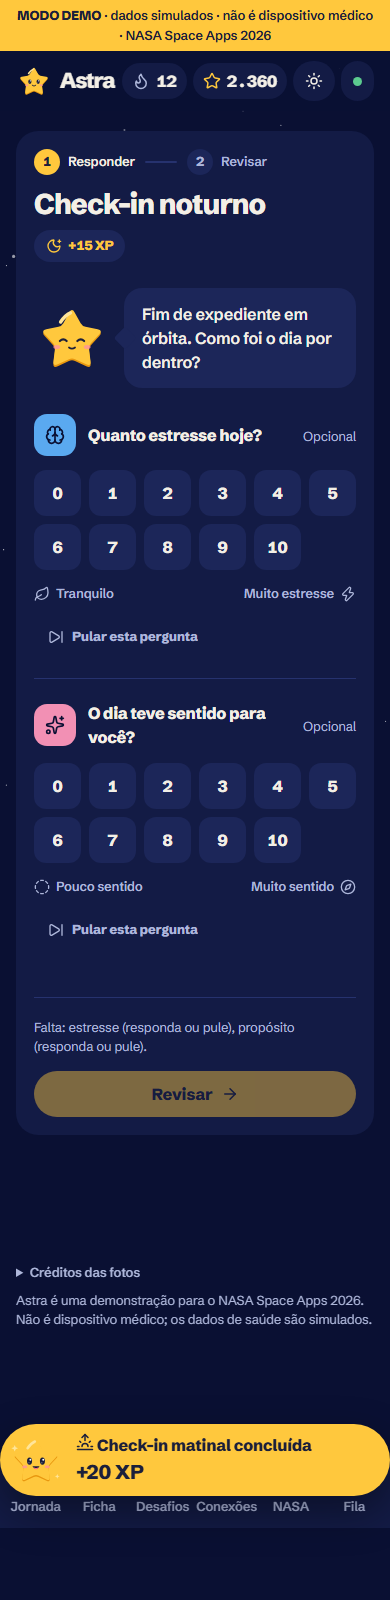 MODO DEMO · dados simulados · não é dispositivo médico
· NASA Space Apps 2026
Astra 12 2.360
1 Responder 2 Revisar
Check-in noturno
+15 XP
Fim de expediente em
órbita. Como foi o dia por
dentro?
Quanto estresse hoje? Opcional
0 1 2 3 4 5
6 7 8 9 10
Tranquilo Muito estresse
Pular esta pergunta
O dia teve sentido para
você?
Opcional
0 1 2 3 4 5
6 7 8 9 10
Pouco sentido Muito sentido
Pular esta pergunta
Falta: estresse (responda ou pule), propósito
(responda ou pule).
Revisar
Créditos das fotos
Astra é uma demonstração para o NASA Space Apps 2026.
Não é dispositivo médico; os dados de saúde são simulados.
Check-in matinal concluída
+20 XP
Jornada Ficha Desafios Conexões NASA Fila